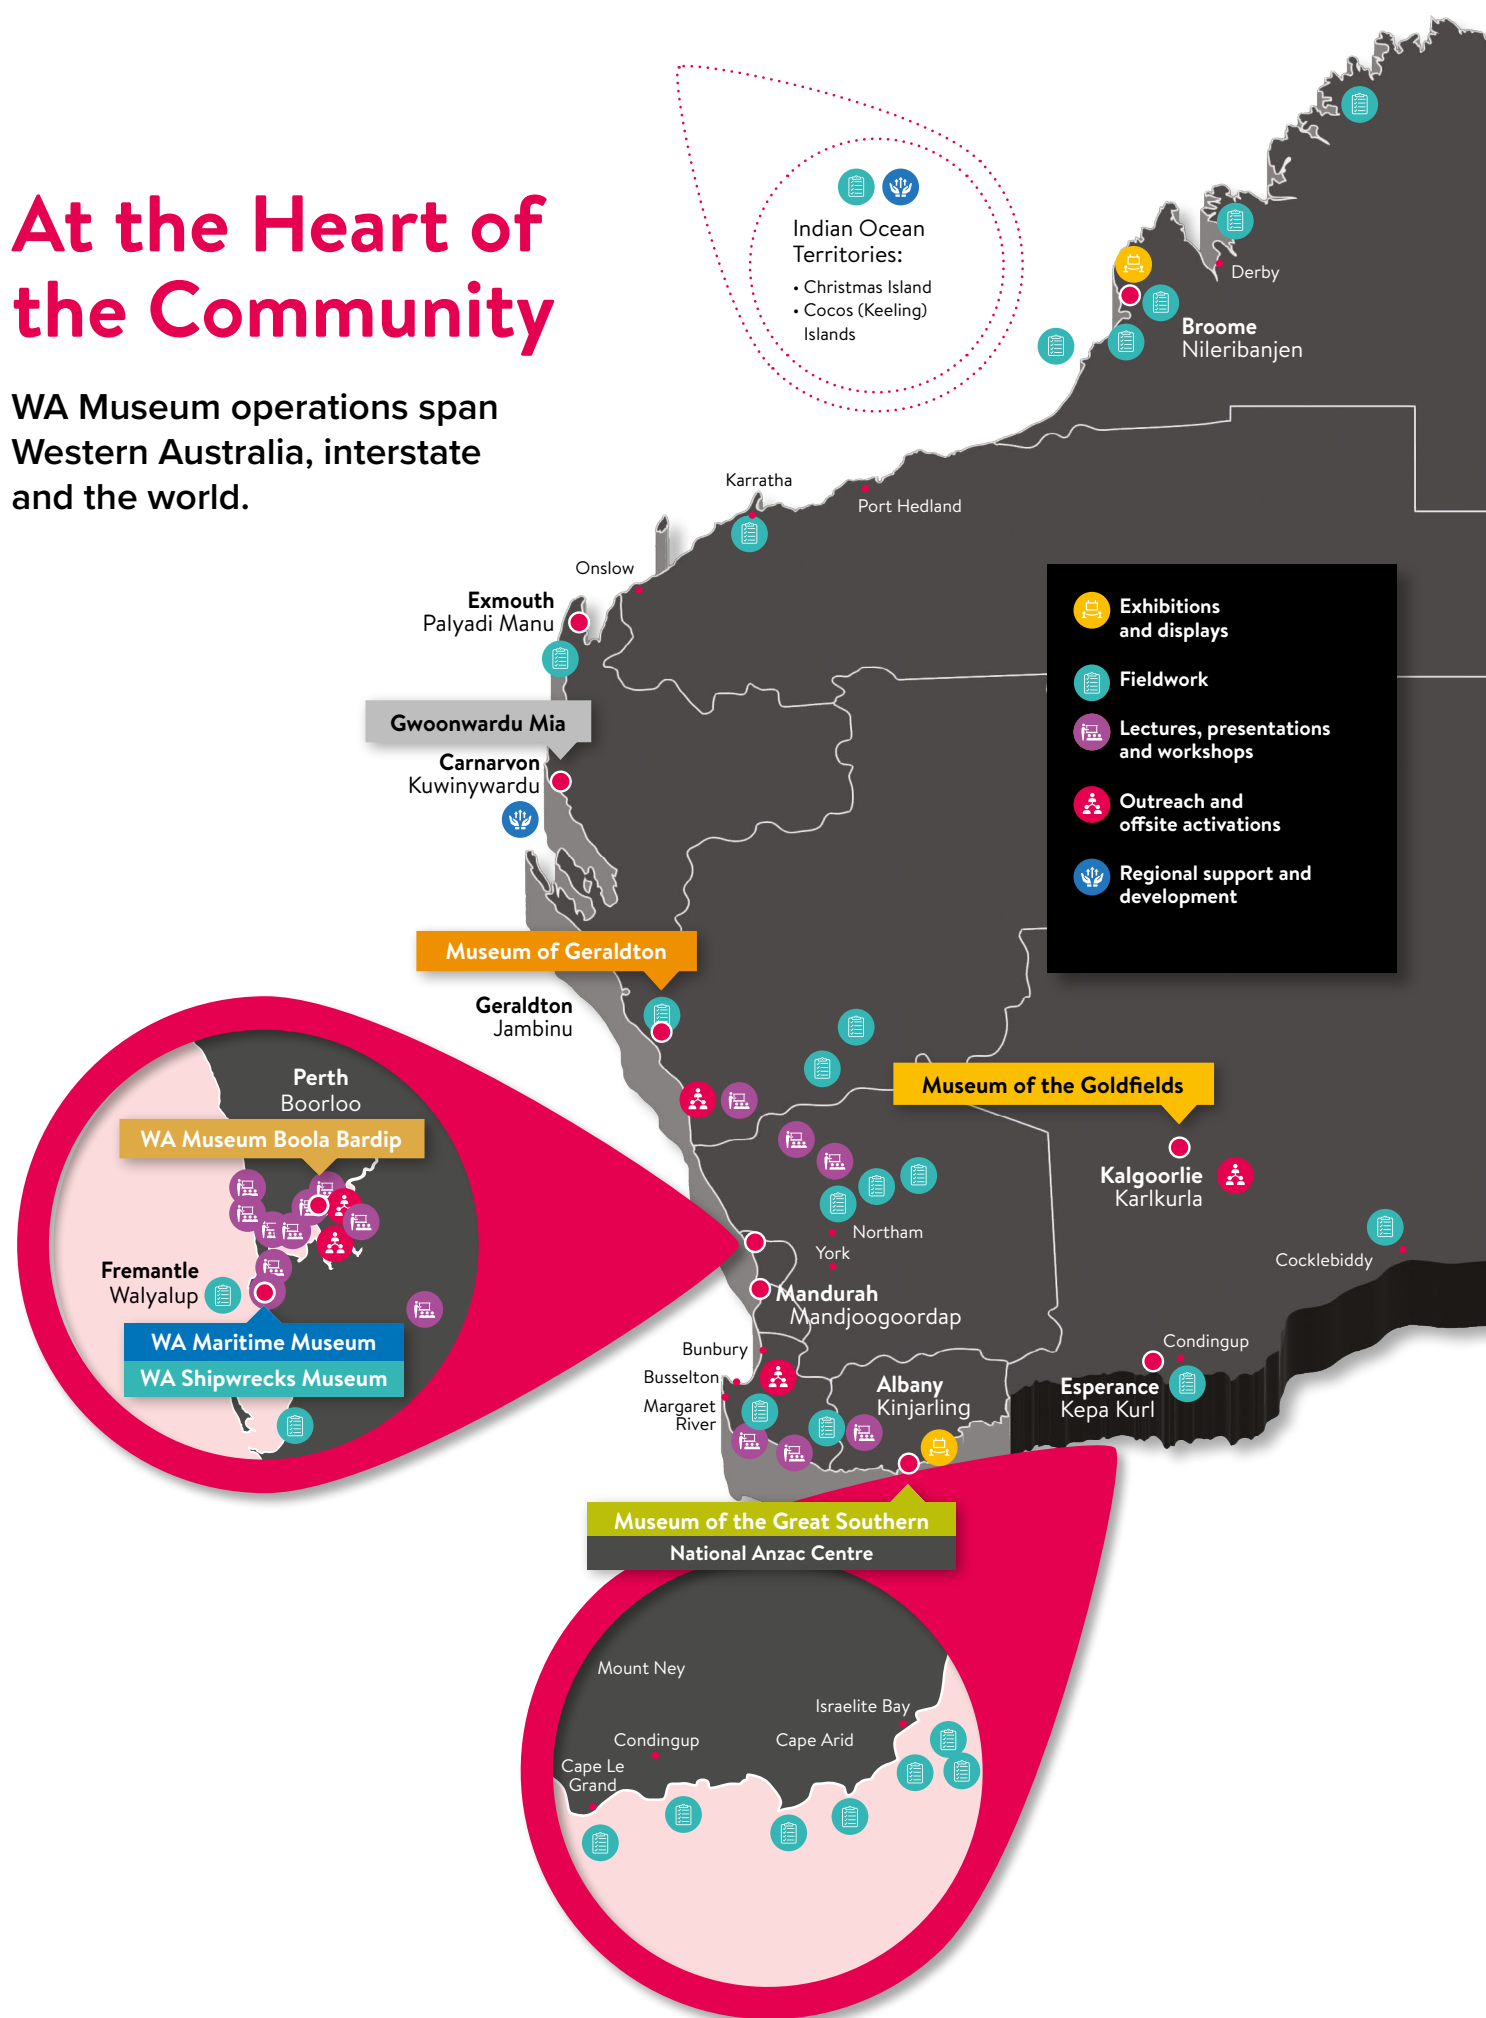 At the Heart of
the Community
WA Museum operations span
Western Australia, interstate
and the world.
Indian Ocean
Territories:
• Christmas Island
• Cocos (Keeling)
Islands
Derby
Broome
Nileribanjen
Karratha
Port Hedland
Onslow
Exmouth
Palyadi Manu
Gwoonwardu Mia
Carnarvon
Kuwinywardu
Exhibitions
and displays
Fieldwork
Lectures, presentations
and workshops
Outreach and
offsite activations
Regional support and
development
Museum of Geraldton
Geraldton
Jambinu
Museum of the Goldfields
Kalgoorlie
Karlkurla
Cocklebiddy
Perth
Boorloo
WA Museum Boola Bardip
Fremantle
Walyalup
WA Maritime Museum
WA Shipwrecks Museum
Northam
York
Mandurah
Mandjoogoordap
Bunbury
Busselton
Margaret
River
Albany
Kinjarling
Condingup
Esperance
Kepa Kurl
Museum of the Great Southern
National Anzac Centre
Mount Ney
Israelite Bay
Condingup
Cape Arid
Cape Le
Grand